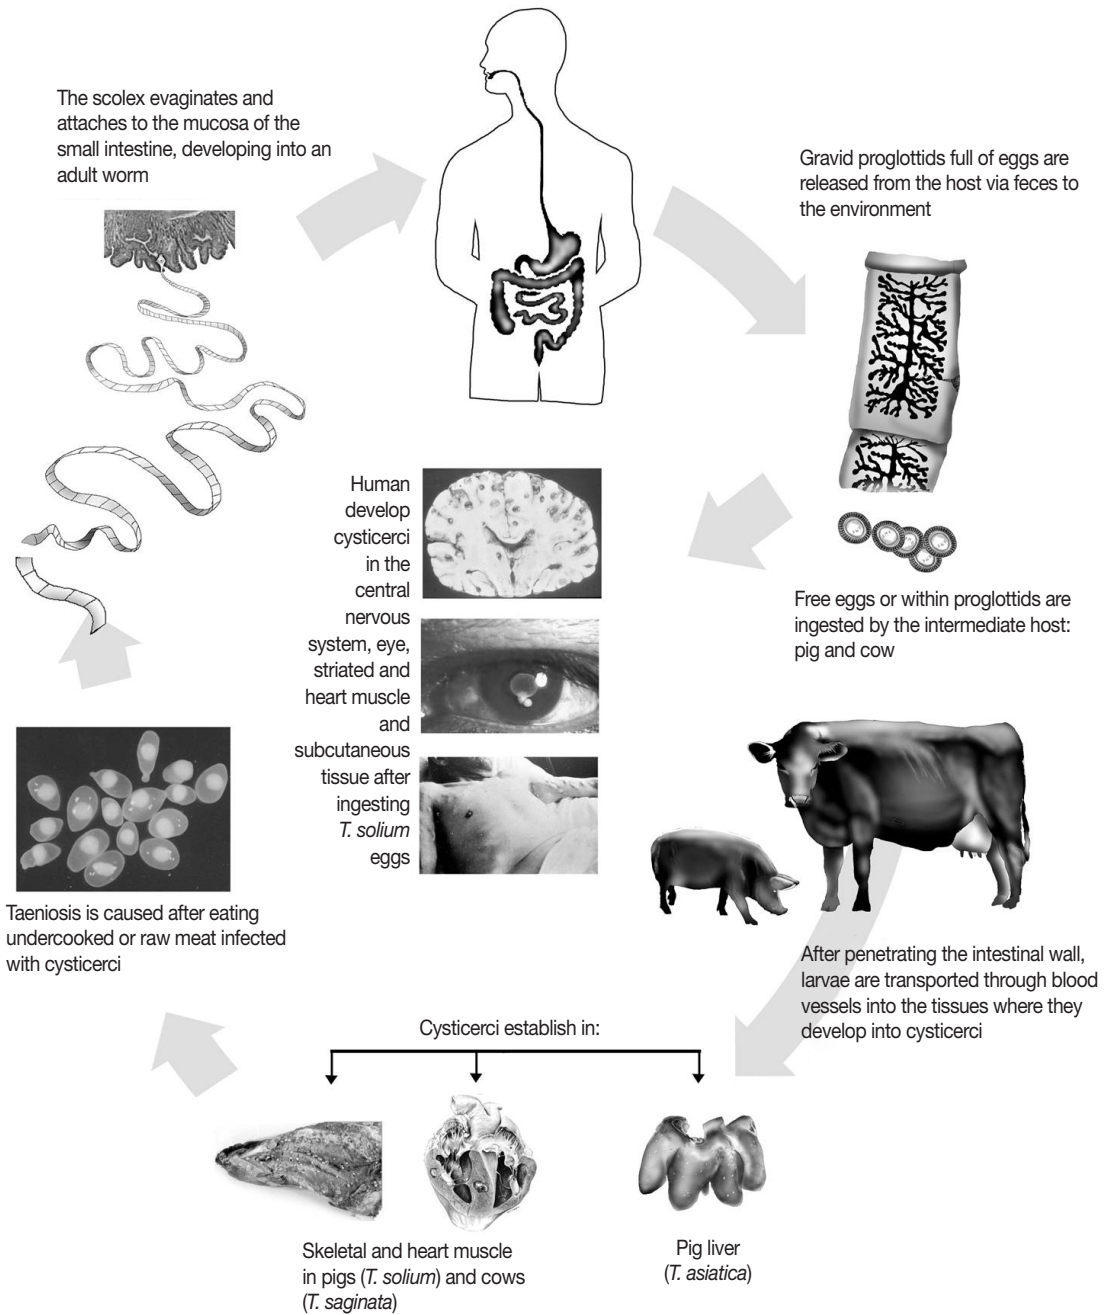 The scolex evaginates and
attaches to the mucosa of the
small intestine, developing into an
adult worm
Gravid proglottids full of eggs are
released from the host via feces to
the environment
Human
develop
cysticerci
in the
central
nervous
system, eye,
striated and
heart muscle
and
subcutaneous
tissue after
ingesting
T. solium
eggs
Free eggs or within proglottids are
ingested by the intermediate host:
pig and cow
Taeniosis is caused after eating
undercooked or raw meat infected
with cysticerci
After penetrating the intestinal wall,
larvae are transported through blood
vessels into the tissues where they
develop into cysticerci
Cysticerci establish in:
Skeletal and heart muscle
in pigs (T. solium) and cows
(T. saginata)
Pig liver
(T. asiatica)